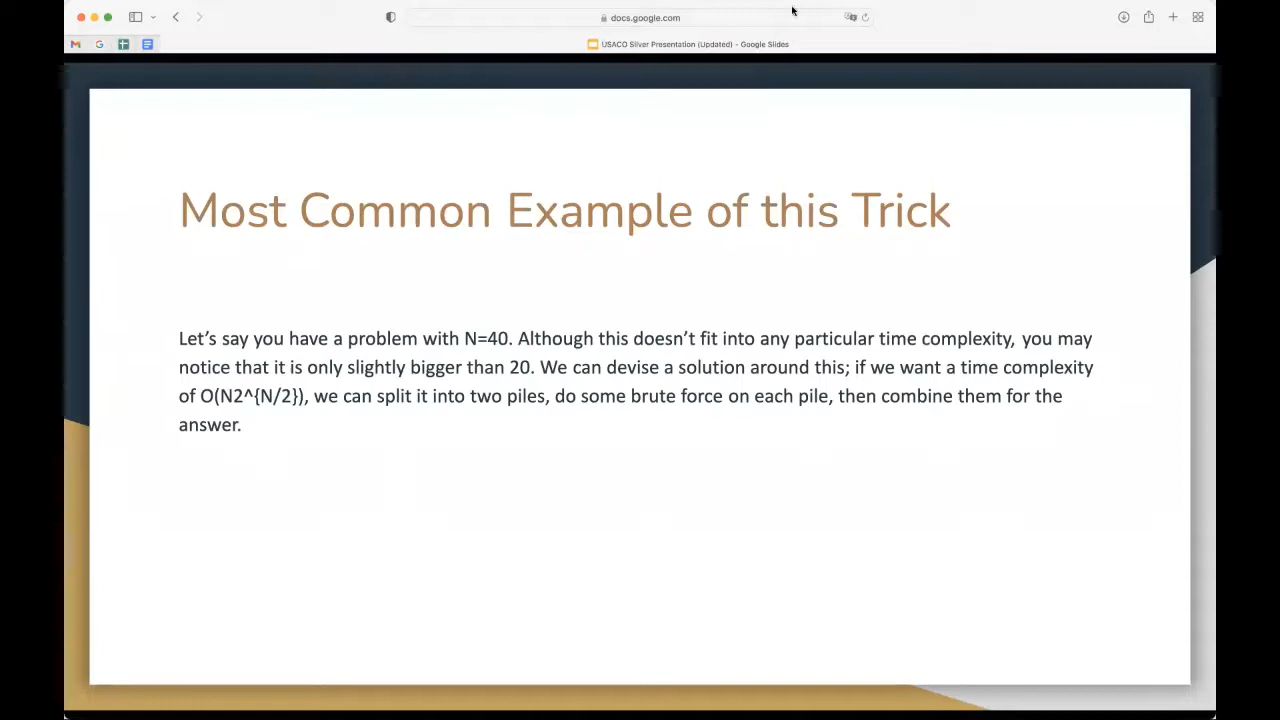 docs.google.com
USACO Silver Presentation (Updated) - Google Slides
Most Common Example of this Trick
Let’s say you have a problem with N=40. Although this doesn’t fit into any particular time complexity, you may
notice that it is only slightly bigger than 20. We can devise a solution around this; if we want a time complexity
of O(N2^{N/2}), we can split it into two piles, do some brute force on each pile, then combine them for the
answer.